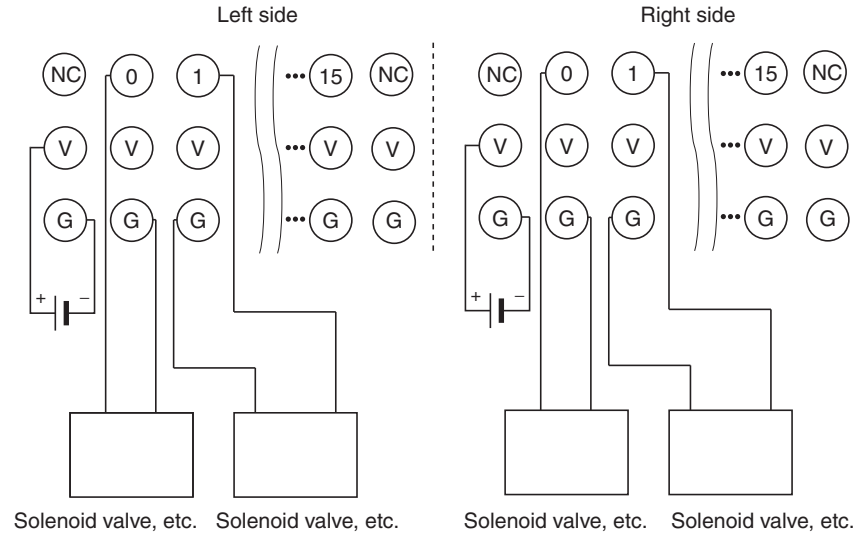 Left side Right side
NC 0 1 ••• 15 NC NC 0 1 ••• 15 NC
V V V ••• V V V V V ••• V V
G G G ••• G G G G G ••• G G
+ − + −
Solenoid valve, etc. Solenoid valve, etc. Solenoid valve, etc. Solenoid valve, etc.